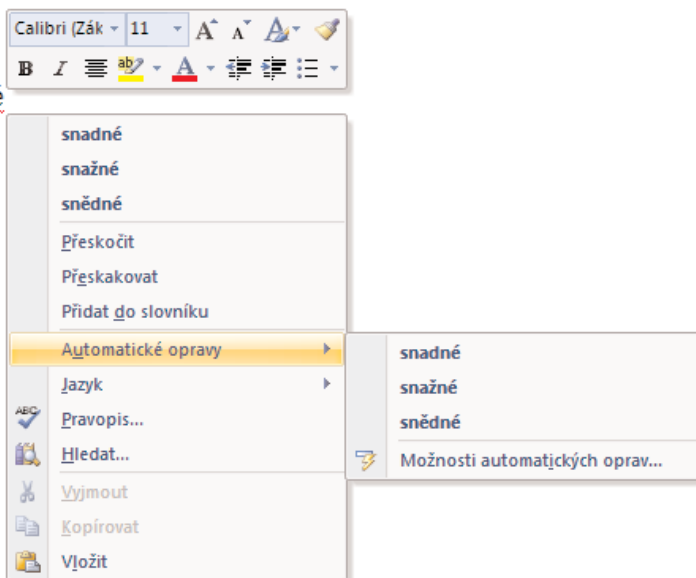 Calibri (Zák 11
snadné
snažné
snědné
Přeskočit
Přeskakovat
Přidat do slovníku
Automatické opravy
snadné
snažné
snědné
Možnosti automatických oprav...
Jazyk
Pravopis...
Hledat...
Vyjmout
Kopírovat
Vložit